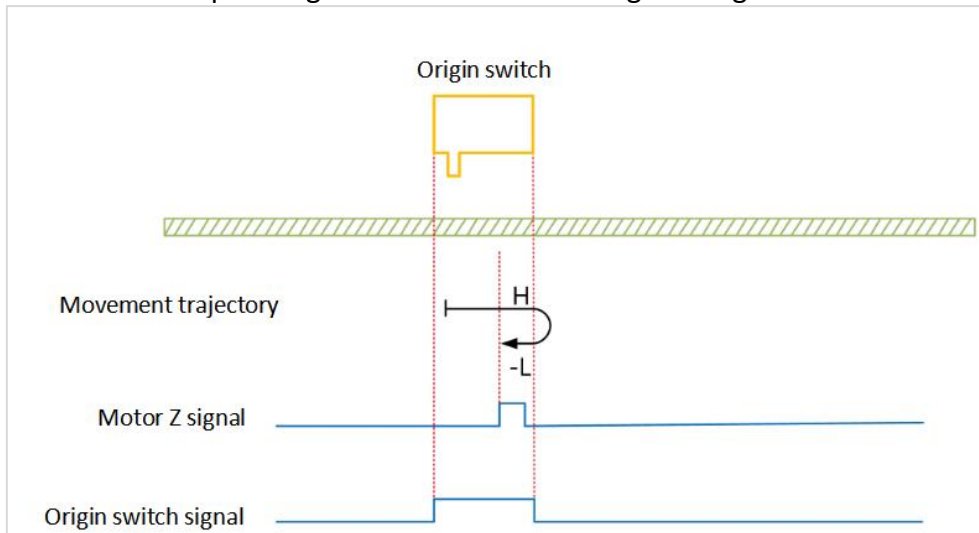 Origin switch
Movement trajectory
H
-L
Motor Z signal
Origin switch signal